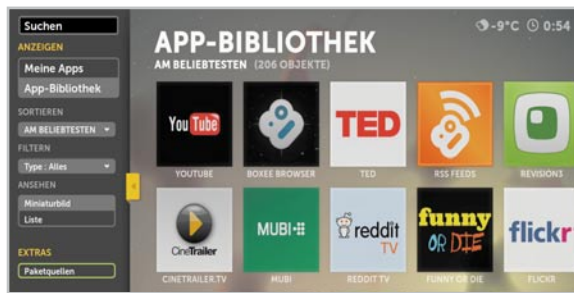 Suchen
ANZEIGEN
Meine Apps
App-Bibliothek
SORTIEREN
AM BELIEBTESTEN
FILTERN
Type : Alles
ANSEHEN
Miniaturbild
Liste
EXTRAS
Paketquellen
-9°C 0:54
APP-BIBLIOTHEK
AM BELIEBTESTEN (206 OBJEKTE)
You Tube
TED
YOUTUBE BOXEE BROWSER TED RSS FEEDS REVISION3
CineTrailer
MUBI
reddit TV
funny OR DIE
flickr
CINETRAILER.TV MUBI REDDIT TV FUNNY OR DIE FLICKR